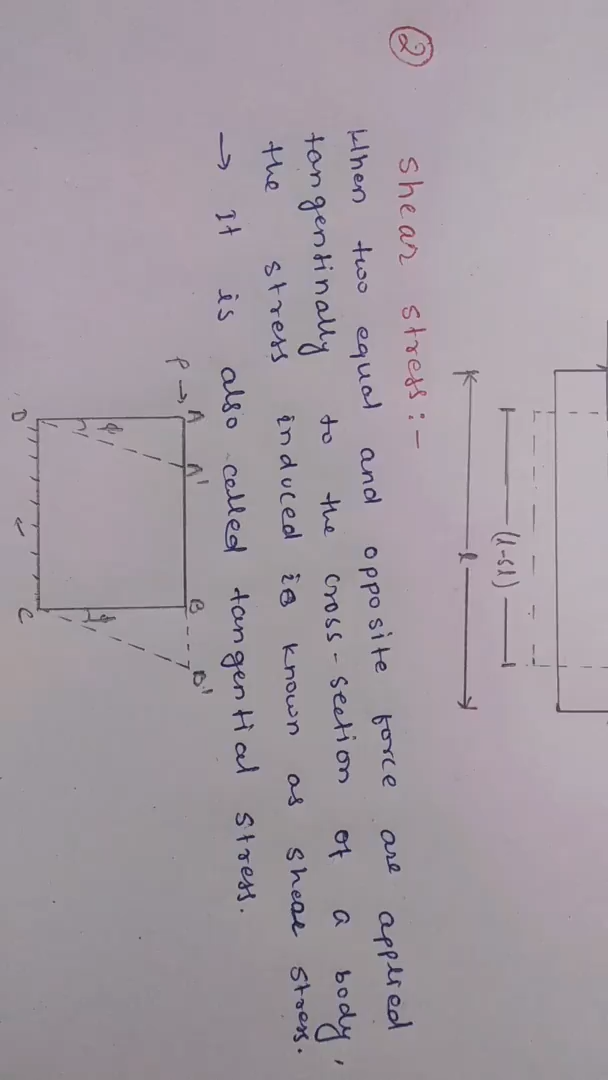 l
(l-δl)
② shear stress:-
When two equal and opposite force are applied
tangentinally to the cross-section of a body,
the stress induced is known as shear stress.
→ It is also called tangential stress.
P → A A' B B'
φ φ
D C